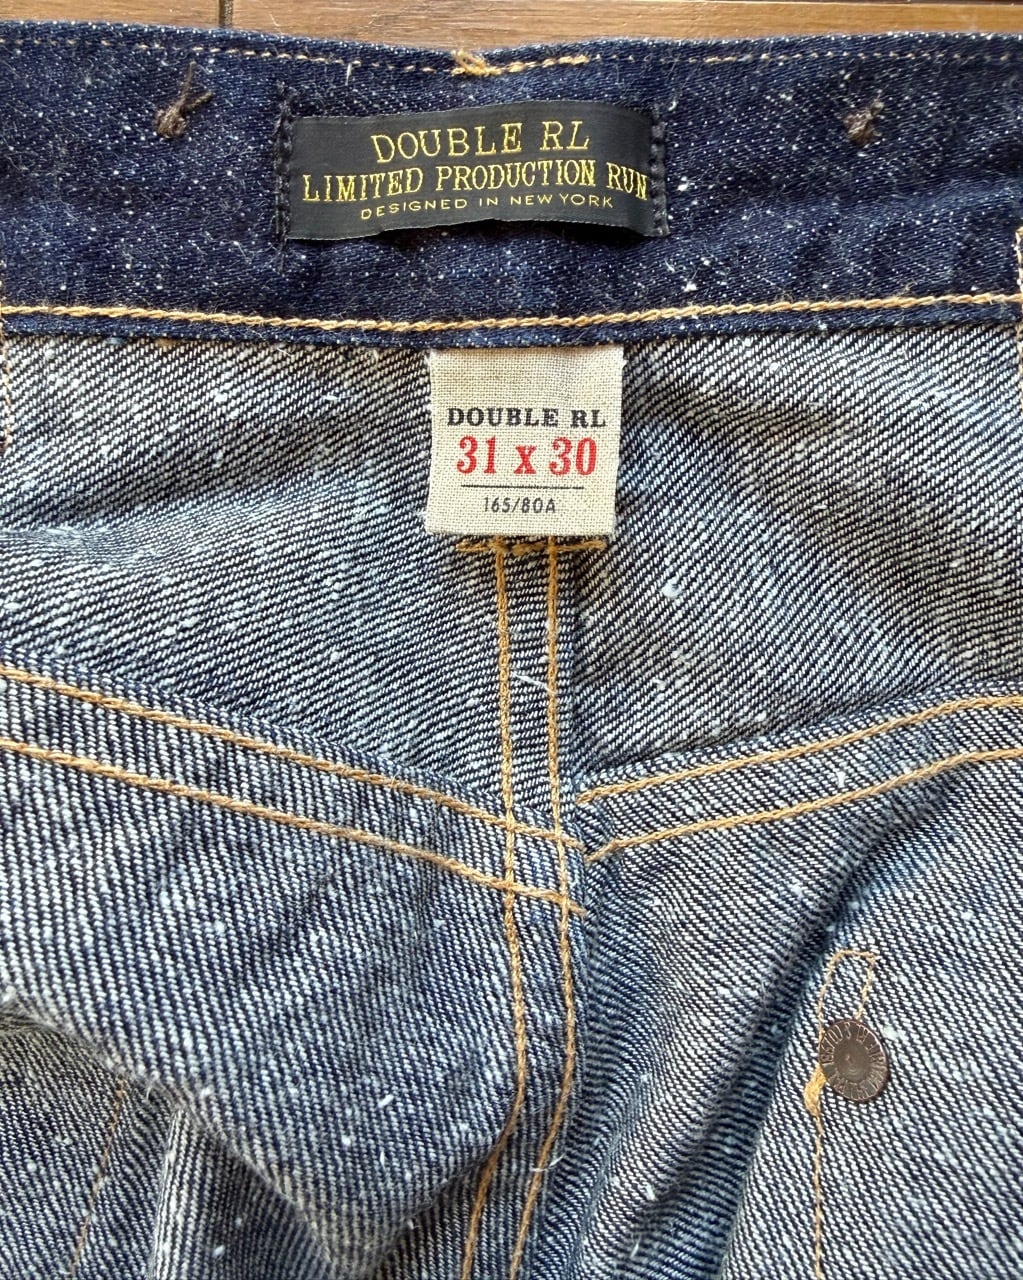 DOUBLE RL
LIMITED PRODUCTION RUN
DESIGNED IN NEW YORK
DOUBLE RL
31 x 30
165/80A